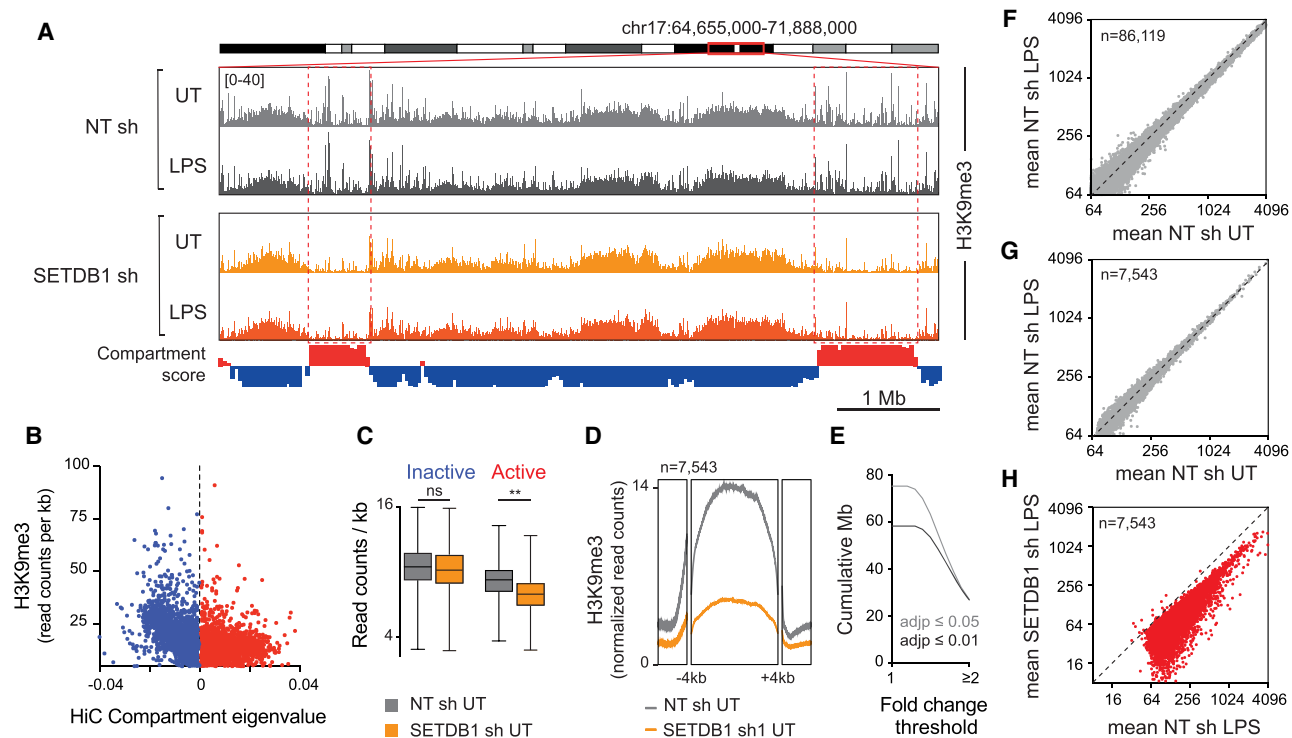 A
chr17:64,655,000-71,888,000
[0-40]
UT
NT sh
LPS
UT
SETDB1 sh
LPS
H3K9me3
Compartment
score
1 Mb
B
100
75
50
25
H3K9me3
(read counts per kb)
-0.04
0
0.04
HiC Compartment eigenvalue
C
Inactive
Active
ns
**
16
4
Read counts / kb
NT sh UT
SETDB1 sh UT
D
n=7,543
14
0
H3K9me3
(normalized read counts)
-4kb
+4kb
NT sh UT
SETDB1 sh1 UT
E
80
60
40
20
0
Cumulative Mb
adjp ≤ 0.05
adjp ≤ 0.01
1
≥2
Fold change
threshold
F
4096
n=86,119
1024
256
64
mean NT sh LPS
64
256
1024
4096
mean NT sh UT
G
4096
n=7,543
1024
256
64
mean NT sh LPS
64
256
1024
4096
mean NT sh UT
H
4096
n=7,543
1024
256
64
16
mean SETDB1 sh LPS
16
64
256
1024
4096
mean NT sh LPS